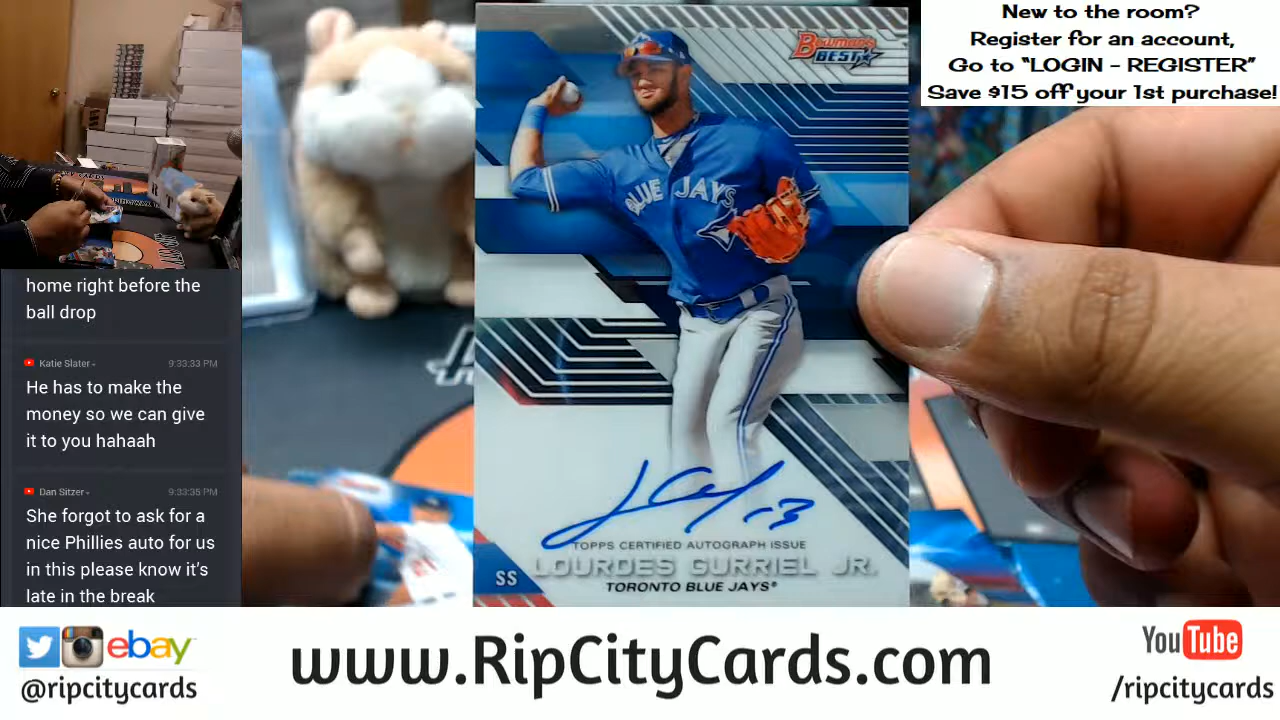 New to the room?
Register for an account,
Go to “LOGIN - REGISTER”
Save $15 off your 1st purchase!
Bowman's
BEST
BLUE JAYS
13
TOPPS CERTIFIED AUTOGRAPH ISSUE
SS
LOURDES GURRIEL JR.
TORONTO BLUE JAYS®
home right before the
ball drop
Katie Slater
9:33:33 PM
He has to make the
money so we can give
it to you hahaah
Dan Sitzer
9:33:35 PM
She forgot to ask for a
nice Phillies auto for us
in this please know it's
late in the break
ebay
@ripcitycards
www.RipCityCards.com
YouTube
/ripcitycards